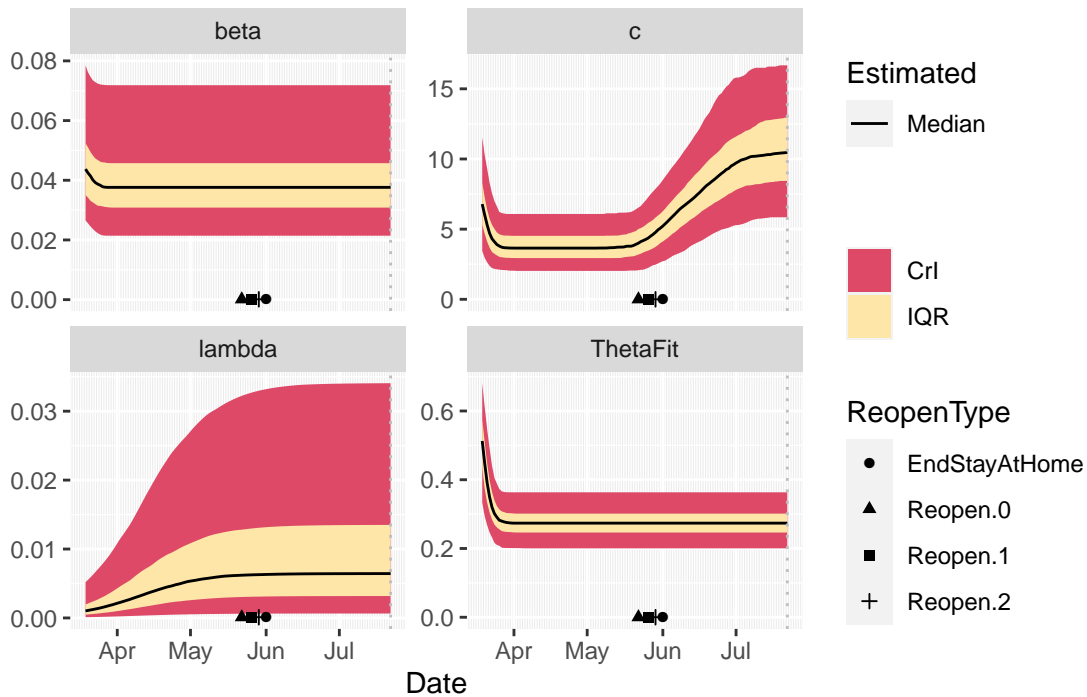 beta
c
0.08
0.06
0.04
0.02
0.00
15
10
5
0
lambda
ThetaFit
0.03
0.02
0.01
0.00
0.6
0.4
0.2
0.0
Apr May Jun Jul
Apr May Jun Jul
Date
Estimated
Median
CrI
IQR
ReopenType
EndStayAtHome
Reopen.0
Reopen.1
Reopen.2